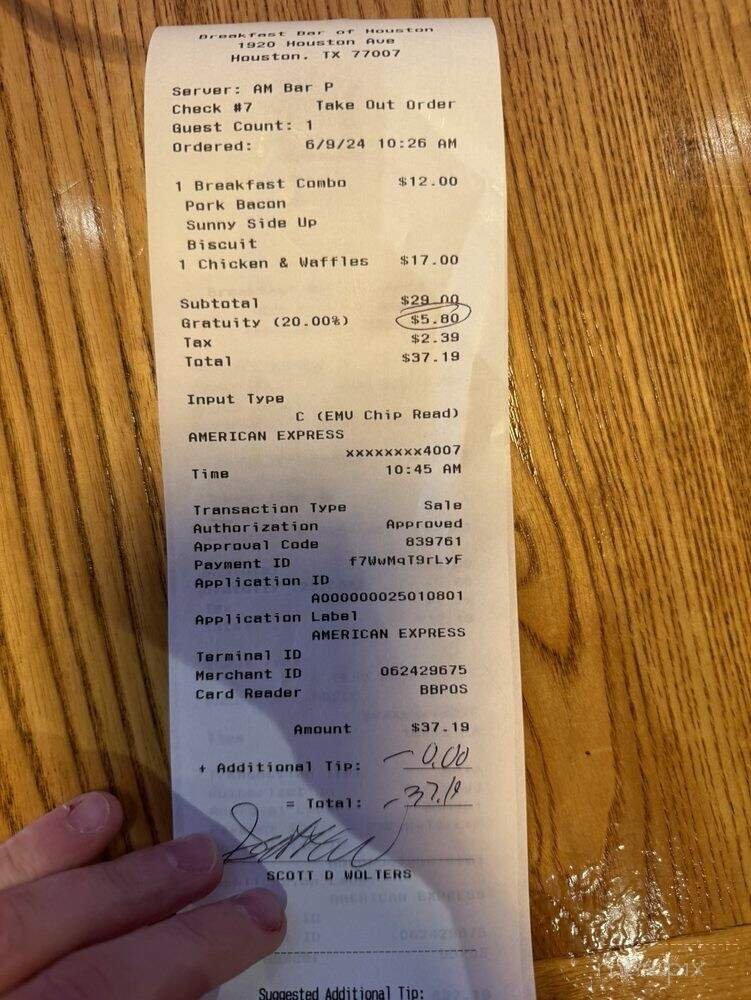 Breakfast Bar of Houston
1920 Houston Ave
Houston, TX 77007
Server: AM Bar P
Check #7 Take Out Order
Guest Count: 1
Ordered: 6/9/24 10:26 AM
1 Breakfast Combo $12.00
Pork Bacon
Sunny Side Up
Biscuit
1 Chicken & Waffles $17.00
Subtotal $29.00
Gratuity (20.00%) $5.80
Tax $2.39
Total $37.19
Input Type
C (EMV Chip Read)
AMERICAN EXPRESS
xxxxxxxx4007
Time 10:45 AM
Transaction Type Sale
Authorization Approved
Approval Code 839761
Payment ID f7WwMqT9rLyF
Application ID
A000000025010801
Application Label
AMERICAN EXPRESS
Terminal ID
Merchant ID 062429675
Card Reader BBPOS
Amount $37.19
+ Additional Tip: 0.00
= Total: 37.19
SCOTT D WOLTERS
Suggested Additional Tip: